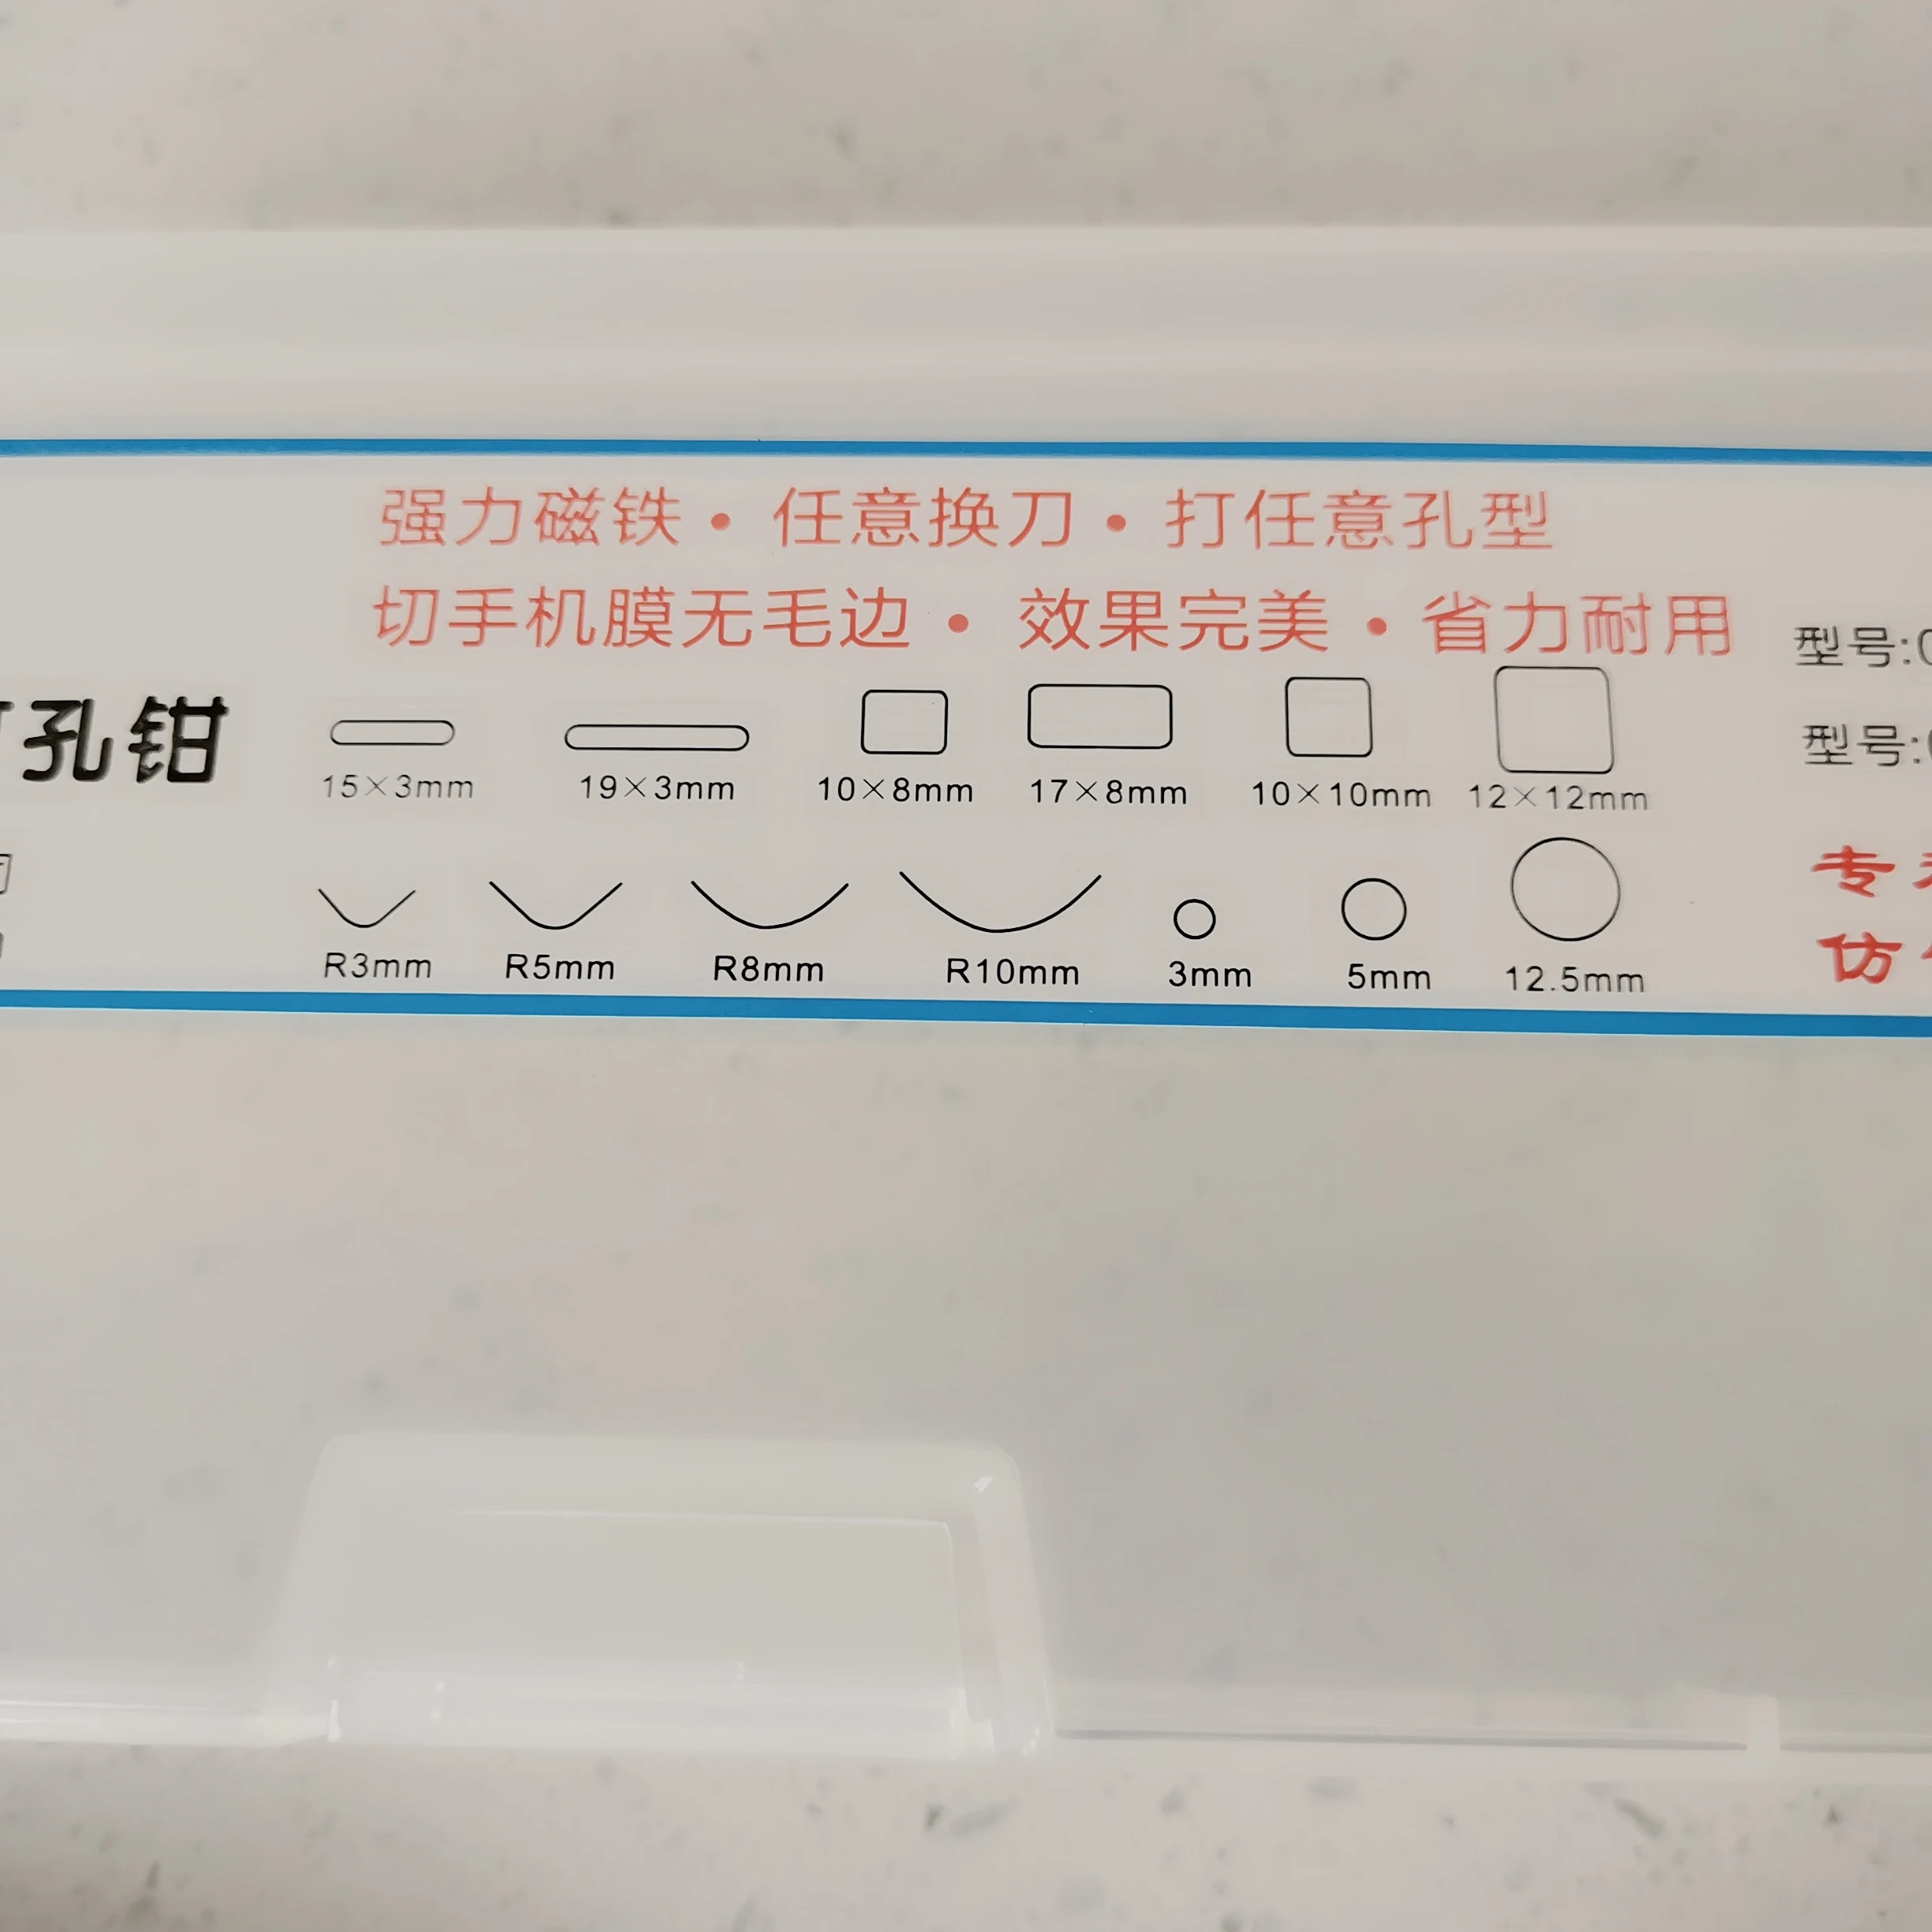 强力磁铁·任意换刀·打任意孔型
切手机膜无毛边·效果完美·省力耐用
孔钳
15×3mm 19×3mm 10×8mm 17×8mm 10×10mm 12×12mm
R3mm R5mm R8mm R10mm 3mm 5mm 12.5mm
型号:
型号:
专
仿